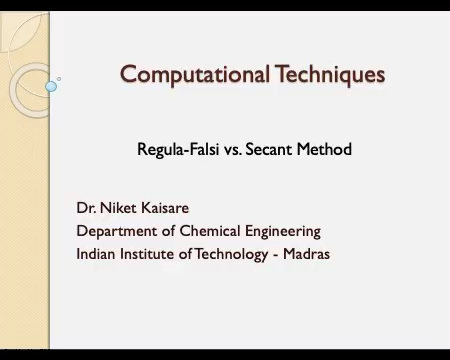 Computational Techniques
Regula-Falsi vs. Secant Method
Dr. Niket Kaisare
Department of Chemical Engineering
Indian Institute of Technology - Madras